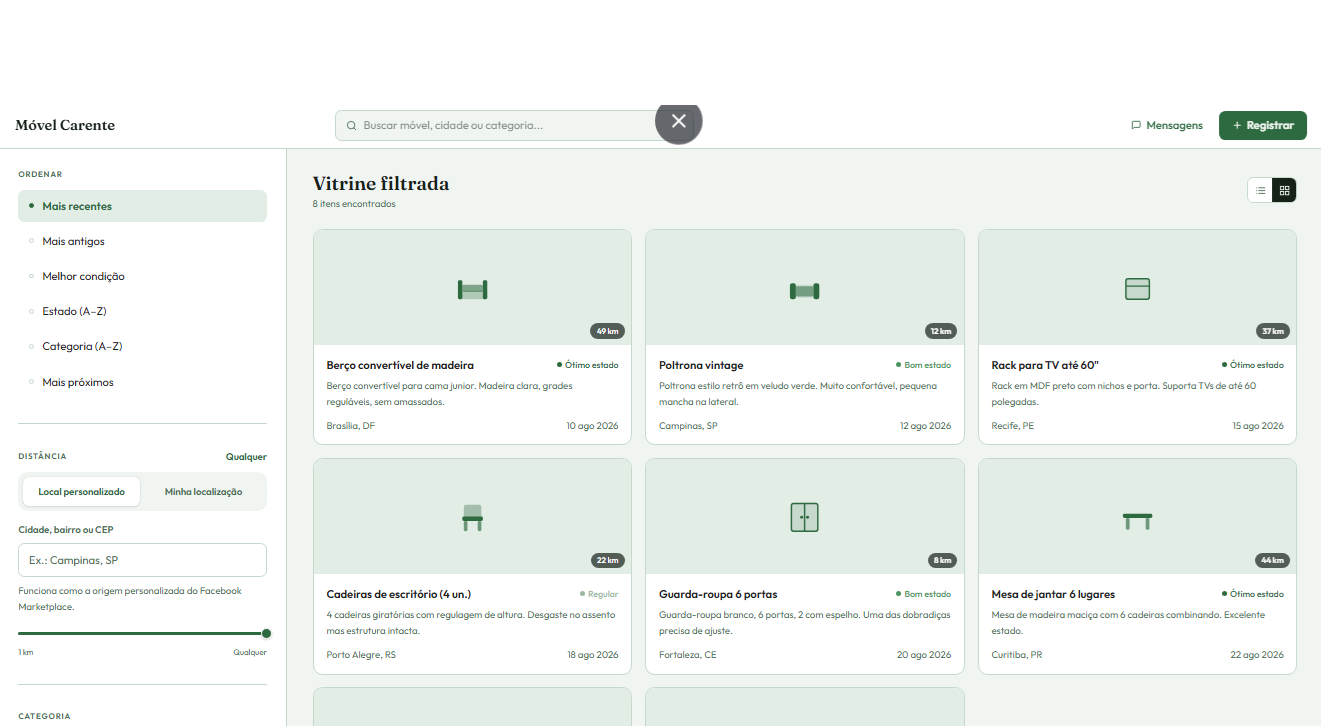 Móvel Carente
Buscar móvel, cidade ou categoria...
Mensagens
+ Registrar
ORDENAR
Mais recentes
Mais antigos
Melhor condição
Estado (A–Z)
Categoria (A–Z)
Mais próximos
DISTÂNCIA
Qualquer
Local personalizado
Minha localização
Cidade, bairro ou CEP
Ex.: Campinas, SP
Funciona como a origem personalizada do Facebook
Marketplace.
1 km
Qualquer
CATEGORIA
Vitrine filtrada
8 itens encontrados
49 km
Berço convertível de madeira
Ótimo estado
Berço convertível para cama junior. Madeira clara, grades
reguláveis, sem amassados.
Brasília, DF
10 ago 2026
12 km
Poltrona vintage
Bom estado
Poltrona estilo retrô em veludo verde. Muito confortável, pequena
mancha na lateral.
Campinas, SP
12 ago 2026
37 km
Rack para TV até 60"
Ótimo estado
Rack em MDF preto com nichos e porta. Suporta TVs de até 60
polegadas.
Recife, PE
15 ago 2026
22 km
Cadeiras de escritório (4 un.)
Regular
4 cadeiras giratórias com regulagem de altura. Desgaste no assento
mas estrutura intacta.
Porto Alegre, RS
18 ago 2026
8 km
Guarda-roupa 6 portas
Bom estado
Guarda-roupa branco, 6 portas, 2 com espelho. Uma das dobradiças
precisa de ajuste.
Fortaleza, CE
20 ago 2026
44 km
Mesa de jantar 6 lugares
Ótimo estado
Mesa de madeira maciça com 6 cadeiras combinando. Excelente
estado.
Curitiba, PR
22 ago 2026